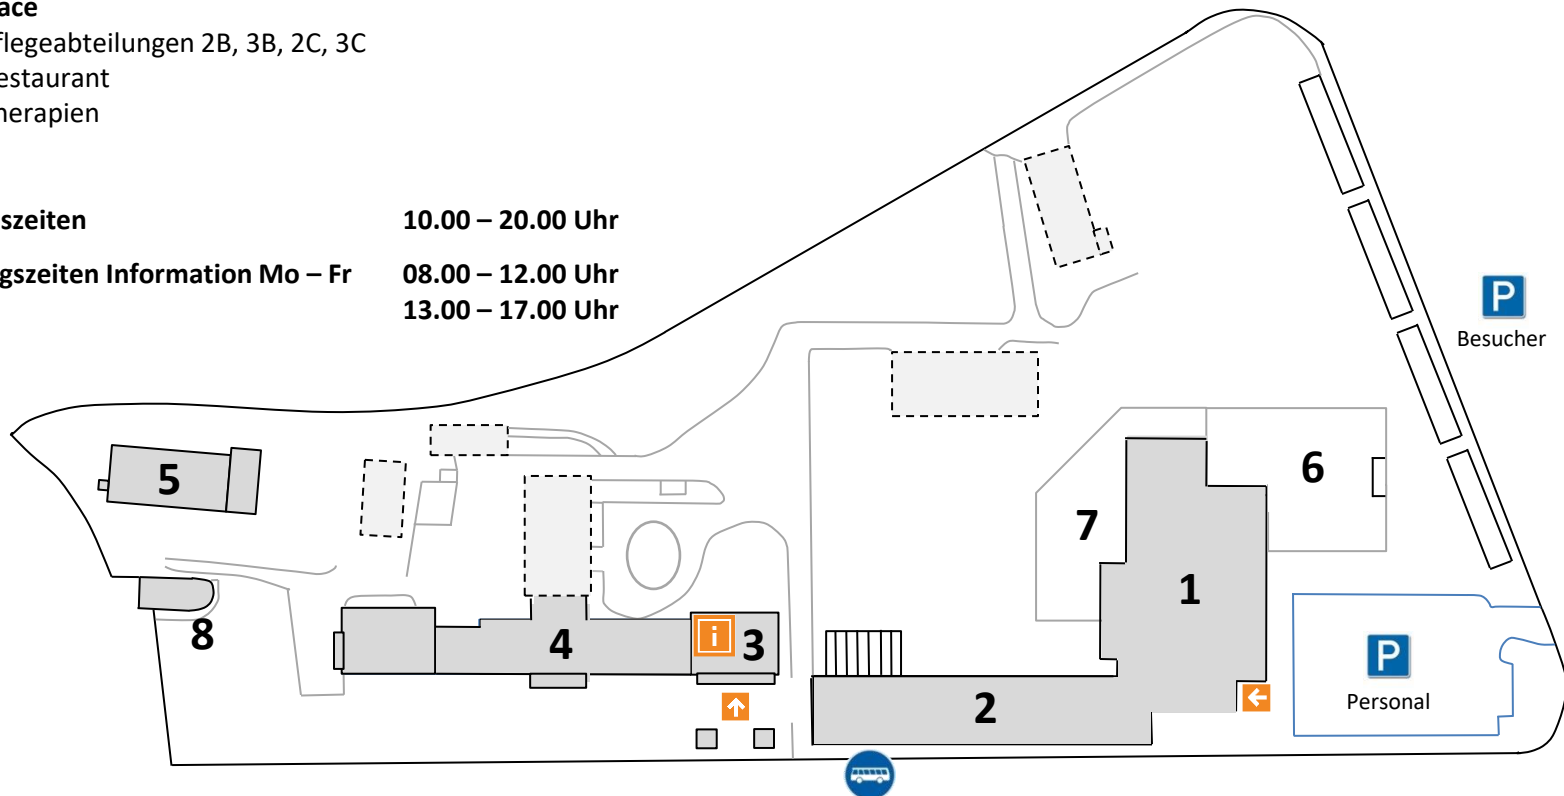 ace
flegeabteilungen 2B, 3B, 2C, 3C
estaurant
herapien
szeiten 10.00 – 20.00 Uhr
gszeiten Information Mo – Fr 08.00 – 12.00 Uhr
13.00 – 17.00 Uhr
P
Besucher
5
6
7
1
8
4
i
3
2
P
Personal